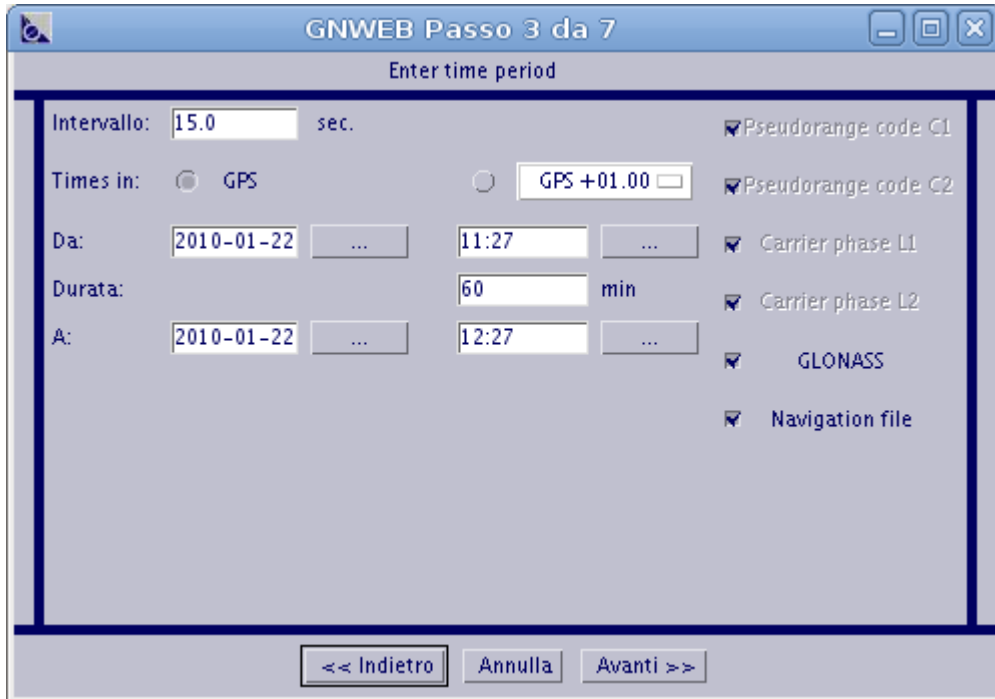 GNWEB Passo 3 da 7
Enter time period
Intervallo: 15.0 sec.
Pseudorange code C1
Times in: GPS GPS +01.00
Pseudorange code C2
Da: 2010-01-22 ... 11:27 ...
Carrier phase L1
Durata: 60 min
Carrier phase L2
A: 2010-01-22 ... 12:27 ...
GLONASS
Navigation file
<< Indietro Annulla Avanti >>